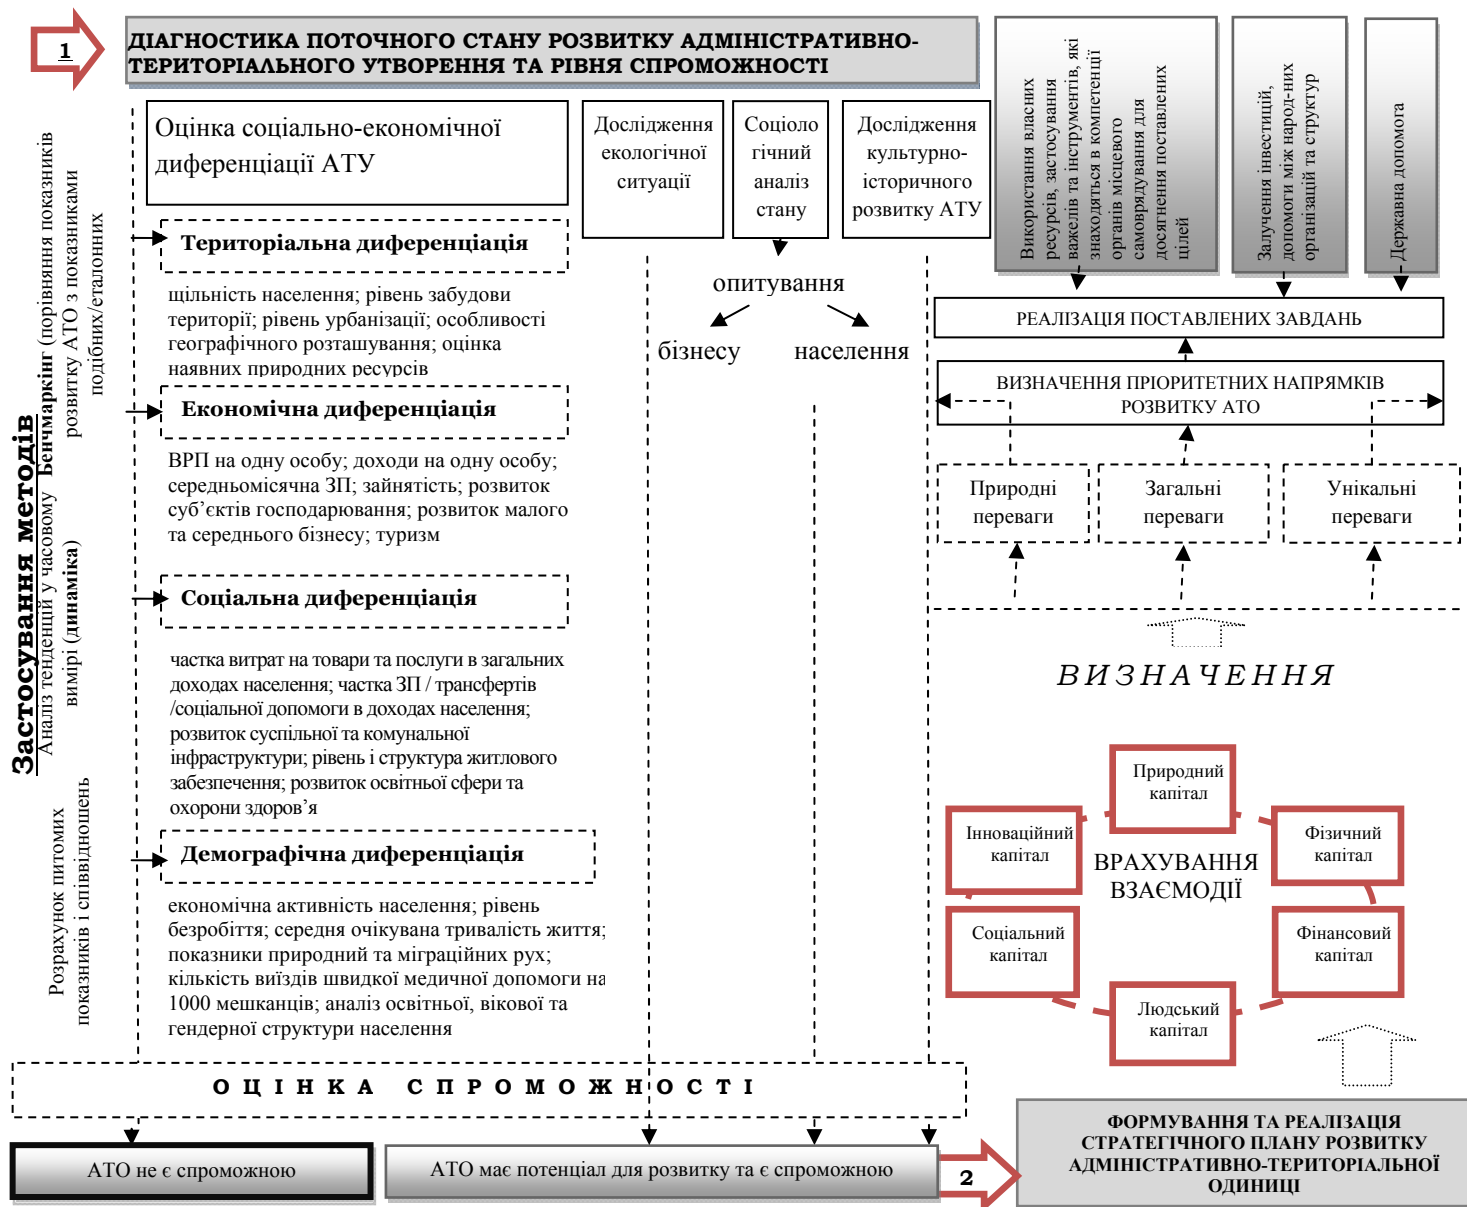 1
ДІАГНОСТИКА ПОТОЧНОГО СТАНУ РОЗВИТКУ АДМІНІСТРАТИВНО-
ТЕРИТОРІАЛЬНОГО УТВОРЕННЯ ТА РІВНЯ СПРОМОЖНОСТІ
Застосування методів
Бенчмаркінг (порівняння показників
розвитку АТО з показниками
подібних/еталонних
Аналіз тенденцій у часовому
вимірі (динаміка)
Розрахунок питомих
показників і співвідношень
Оцінка соціально-економічної
диференціації АТУ
Територіальна диференціація
щільність населення; рівень забудови
території; рівень урбанізації; особливості
географічного розташування; оцінка
наявних природних ресурсів
Економічна диференціація
ВРП на одну особу; доходи на одну особу;
середньомісячна ЗП; зайнятість; розвиток
суб’єктів господарювання; розвиток малого
та середнього бізнесу; туризм
Соціальна диференціація
частка витрат на товари та послуги в загальних
доходах населення; частка ЗП / трансфертів
/соціальної допомоги в доходах населення;
розвиток суспільної та комунальної
інфраструктури; рівень і структура житлового
забезпечення; розвиток освітньої сфери та
охорони здоров’я
Демографічна диференціація
економічна активність населення; рівень
безробіття; середня очікувана тривалість життя;
показники природний та міграційних рух;
кількість виїздів швидкої медичної допомоги на
1000 мешканців; аналіз освітньої, вікової та
гендерної структури населення
Дослідження
екологічної
ситуації
Соціоло
гічний
аналіз
стану
Дослідження
культурно-
історичного
розвитку АТУ
опитування
бізнесу
населення
Використання власних
ресурсів, застосування
важелів та інструментів, які
знаходяться в компетенції
органів місцевого
самоврядування для
досягнення поставлених
цілей
Залучення інвестицій,
допомоги між народ-них
організацій та структур
Державна допомога
РЕАЛІЗАЦІЯ ПОСТАВЛЕНИХ ЗАВДАНЬ
ВИЗНАЧЕННЯ ПРІОРИТЕТНИХ НАПРЯМКІВ
РОЗВИТКУ АТО
Природні
переваги
Загальні
переваги
Унікальні
переваги
ВИЗНАЧЕННЯ
Природний
капітал
Інноваційний
капітал
Фізичний
капітал
ВРАХУВАННЯ
ВЗАЄМОДІЇ
Соціальний
капітал
Фінансовий
капітал
Людський
капітал
ОЦІНКА СПРОМОЖНОСТІ
АТО не є спроможною
АТО має потенціал для розвитку та є спроможною
2
ФОРМУВАННЯ ТА РЕАЛІЗАЦІЯ
СТРАТЕГІЧНОГО ПЛАНУ РОЗВИТКУ
АДМІНІСТРАТИВНО-ТЕРИТОРІАЛЬНОЇ
ОДИНИЦІ